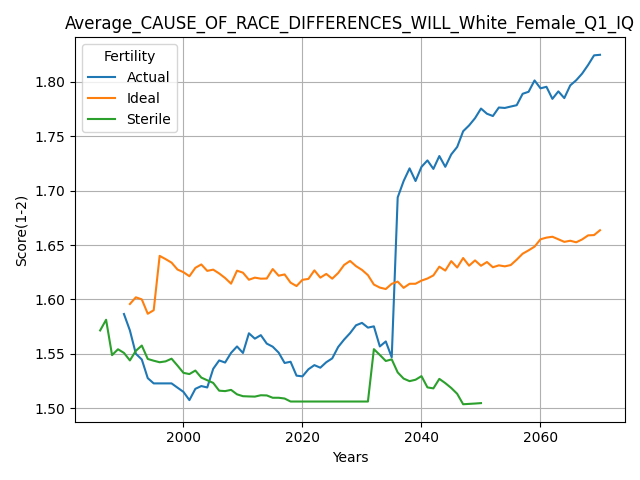 Average_CAUSE_OF_RACE_DIFFERENCES_WILL_White_Female_Q1_IQ
Fertility
Actual
Ideal
Sterile
Score(1-2)
1.80
1.75
1.70
1.65
1.60
1.55
1.50
2000
2020
2040
2060
Years